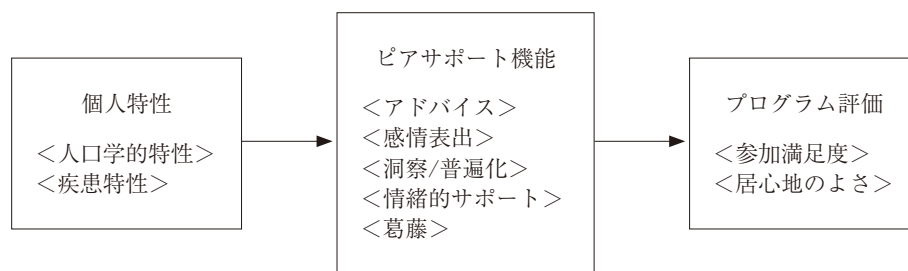 個人特性
＜人口学的特性＞
＜疾患特性＞
ピアサポート機能
＜アドバイス＞
＜感情表出＞
＜洞察/普遍化＞
＜情緒的サポート＞
＜葛藤＞
プログラム評価
＜参加満足度＞
＜居心地のよさ＞